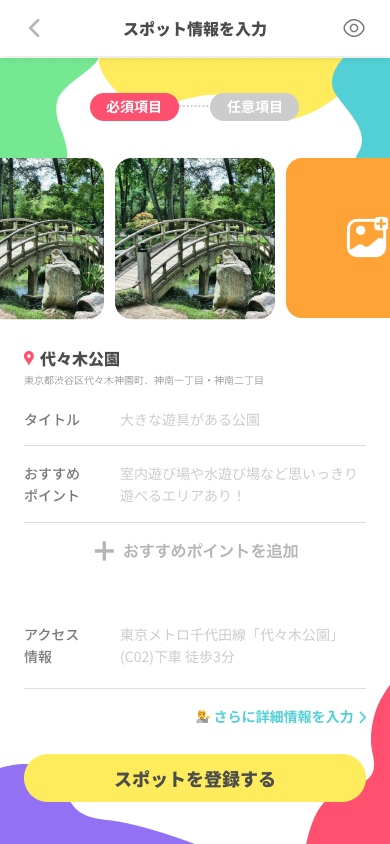 スポット情報を入力
必須項目 任意項目
代々木公園
東京都渋谷区代々木神園町、神南一丁目・神南二丁目
タイトル 大きな遊具がある公園
おすすめ 室内遊び場や水遊び場など思いっきり
ポイント 遊べるエリアあり！
おすすめポイントを追加
アクセス 東京メトロ千代田線「代々木公園」
情報 (C02)下車 徒歩3分
さらに詳細情報を入力
スポットを登録する